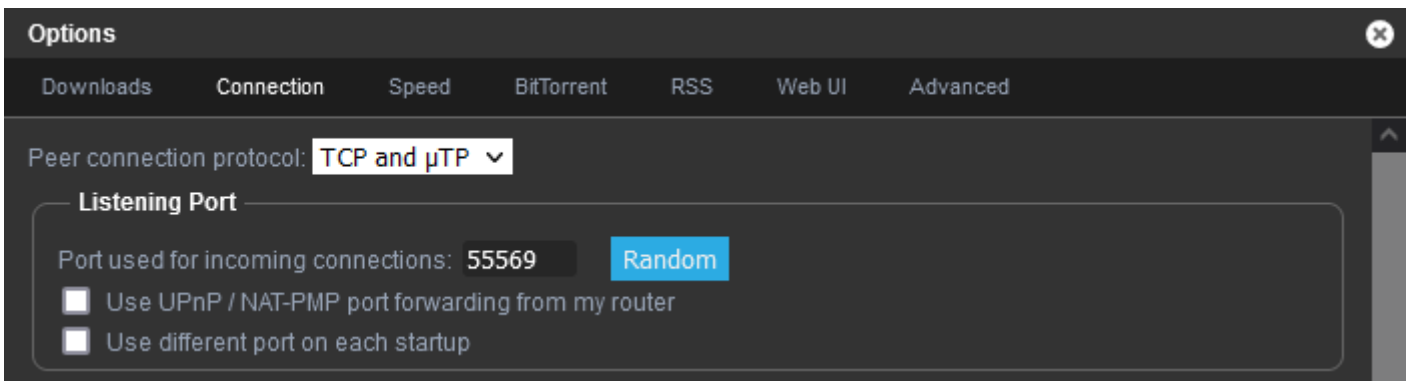 Options
Downloads Connection Speed BitTorrent RSS Web UI Advanced
Peer connection protocol: TCP and µTP
Listening Port
Port used for incoming connections: 55569 Random
Use UPnP / NAT-PMP port forwarding from my router
Use different port on each startup